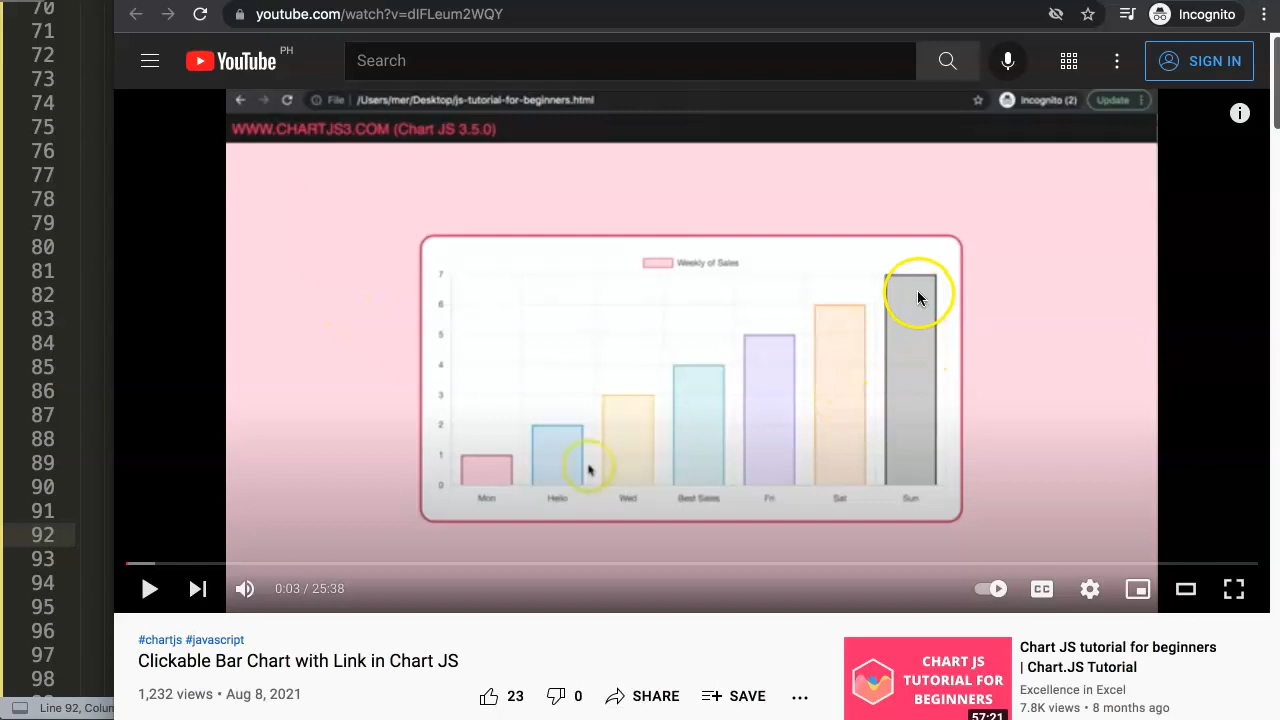 70
71
72
73
74
75
76
77
78
79
80
81
82
83
84
85
86
87
88
89
90
91
92
93
94
95
96
97
98
Line 92, Colum
youtube.com/watch?v=dIFLeum2WQY
Incognito
YouTube PH
Search
SIGN IN
File /Users/mer/Desktop/js-tutorial-for-beginners.html
Incognito (2)
Update
WWW.CHARTJS3.COM (Chart JS 3.5.0)
Weekly of Sales
7
6
5
4
3
2
1
0
Mon Hello Wed Best Sales Fri Sat Sun
0:03 / 25:38
CC
#chartjs #javascript
Clickable Bar Chart with Link in Chart JS
1,232 views • Aug 8, 2021
23 0 SHARE SAVE
CHART JS
TUTORIAL FOR
BEGINNERS
57:21
Chart JS tutorial for beginners
| Chart.JS Tutorial
Excellence in Excel
7.8K views • 8 months ago